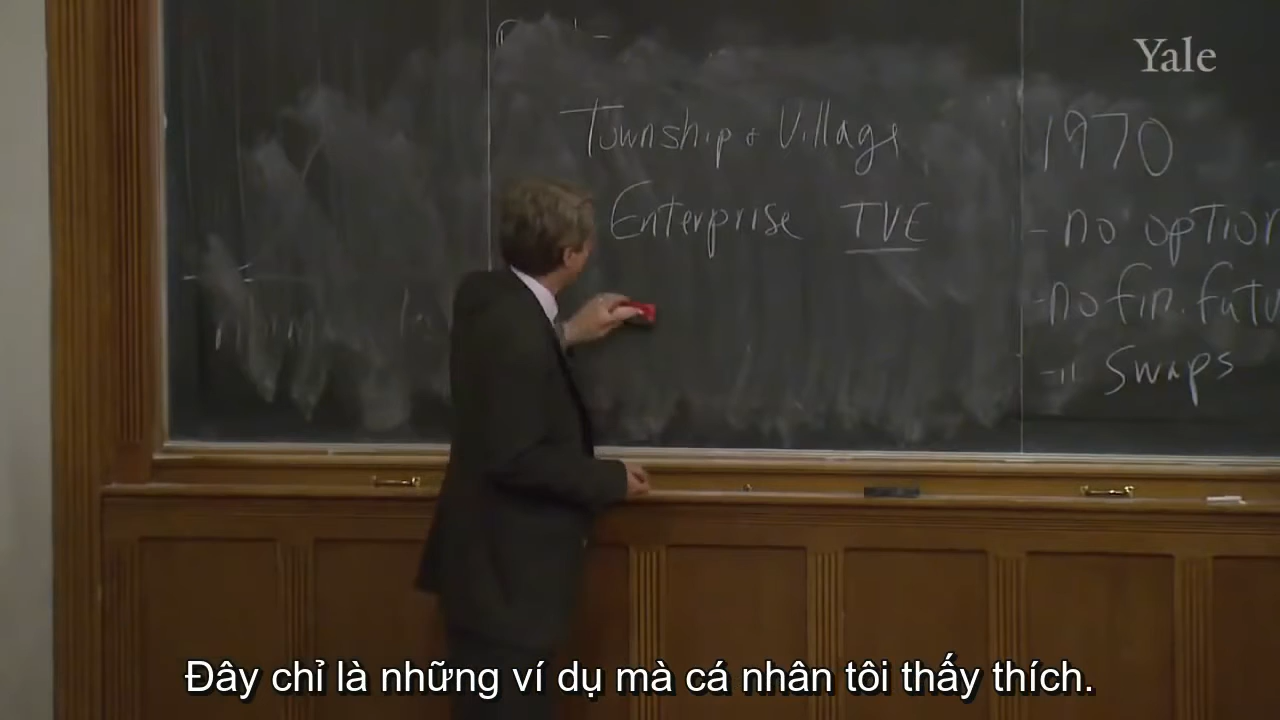 Yale
Township & Village
Enterprise TVE
1970
- no option
- no fin. futu
- 11 Swaps
Đây chỉ là những ví dụ mà cá nhân tôi thấy thích.